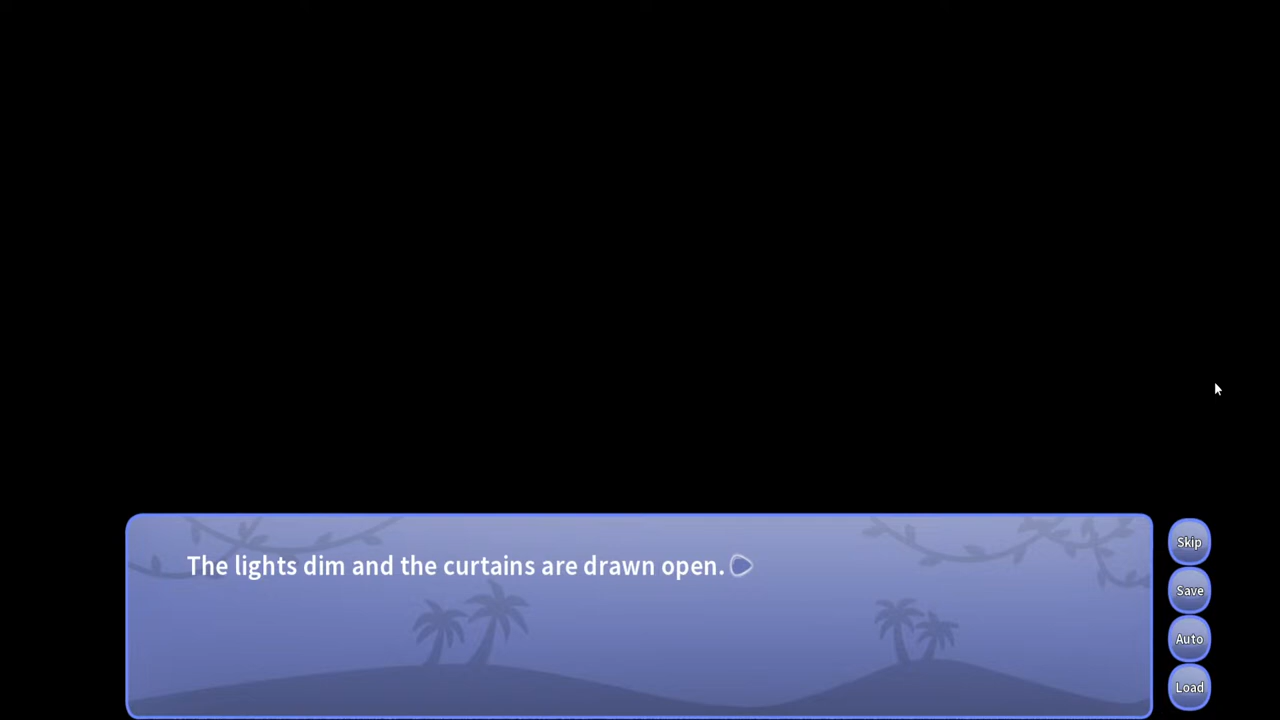 The lights dim and the curtains are drawn open.
Skip
Save
Auto
Load